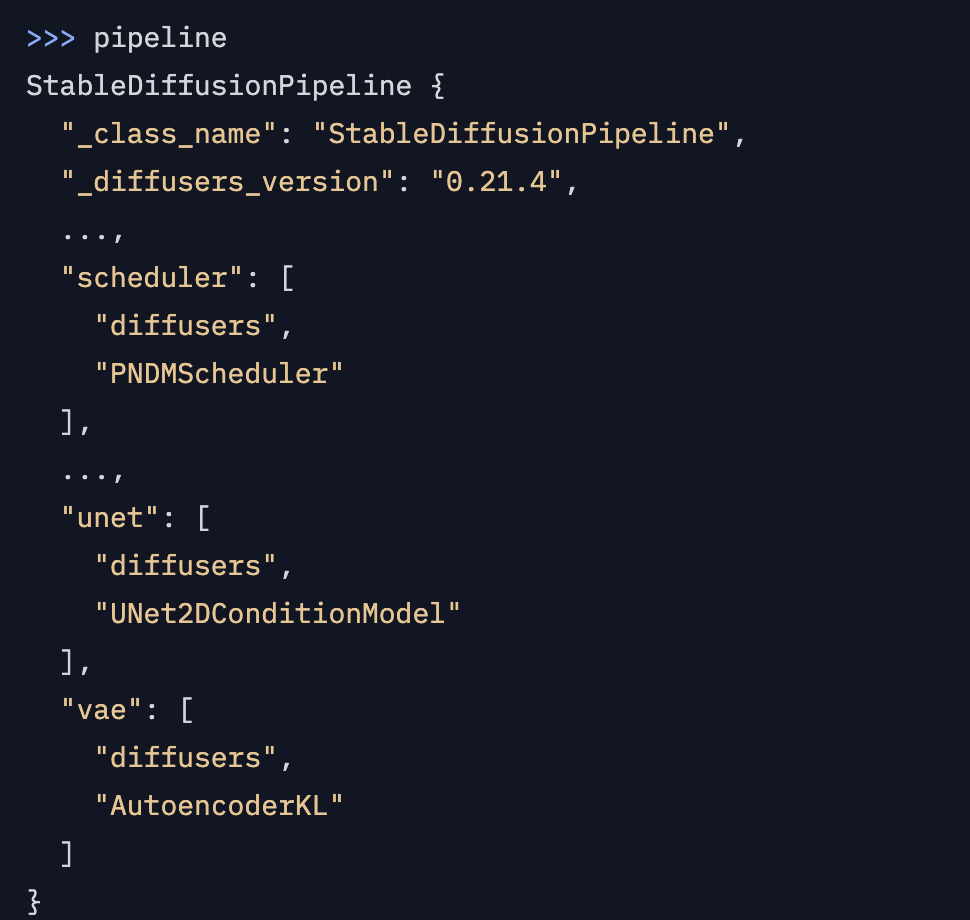 >>> pipeline
StableDiffusionPipeline {
  "_class_name": "StableDiffusionPipeline",
  "_diffusers_version": "0.21.4",
  ...,
  "scheduler": [
    "diffusers",
    "PNDMScheduler"
  ],
  ...,
  "unet": [
    "diffusers",
    "UNet2DConditionModel"
  ],
  "vae": [
    "diffusers",
    "AutoencoderKL"
  ]
}